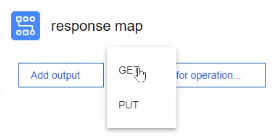 response map
Add output
GET
for operation...
PUT